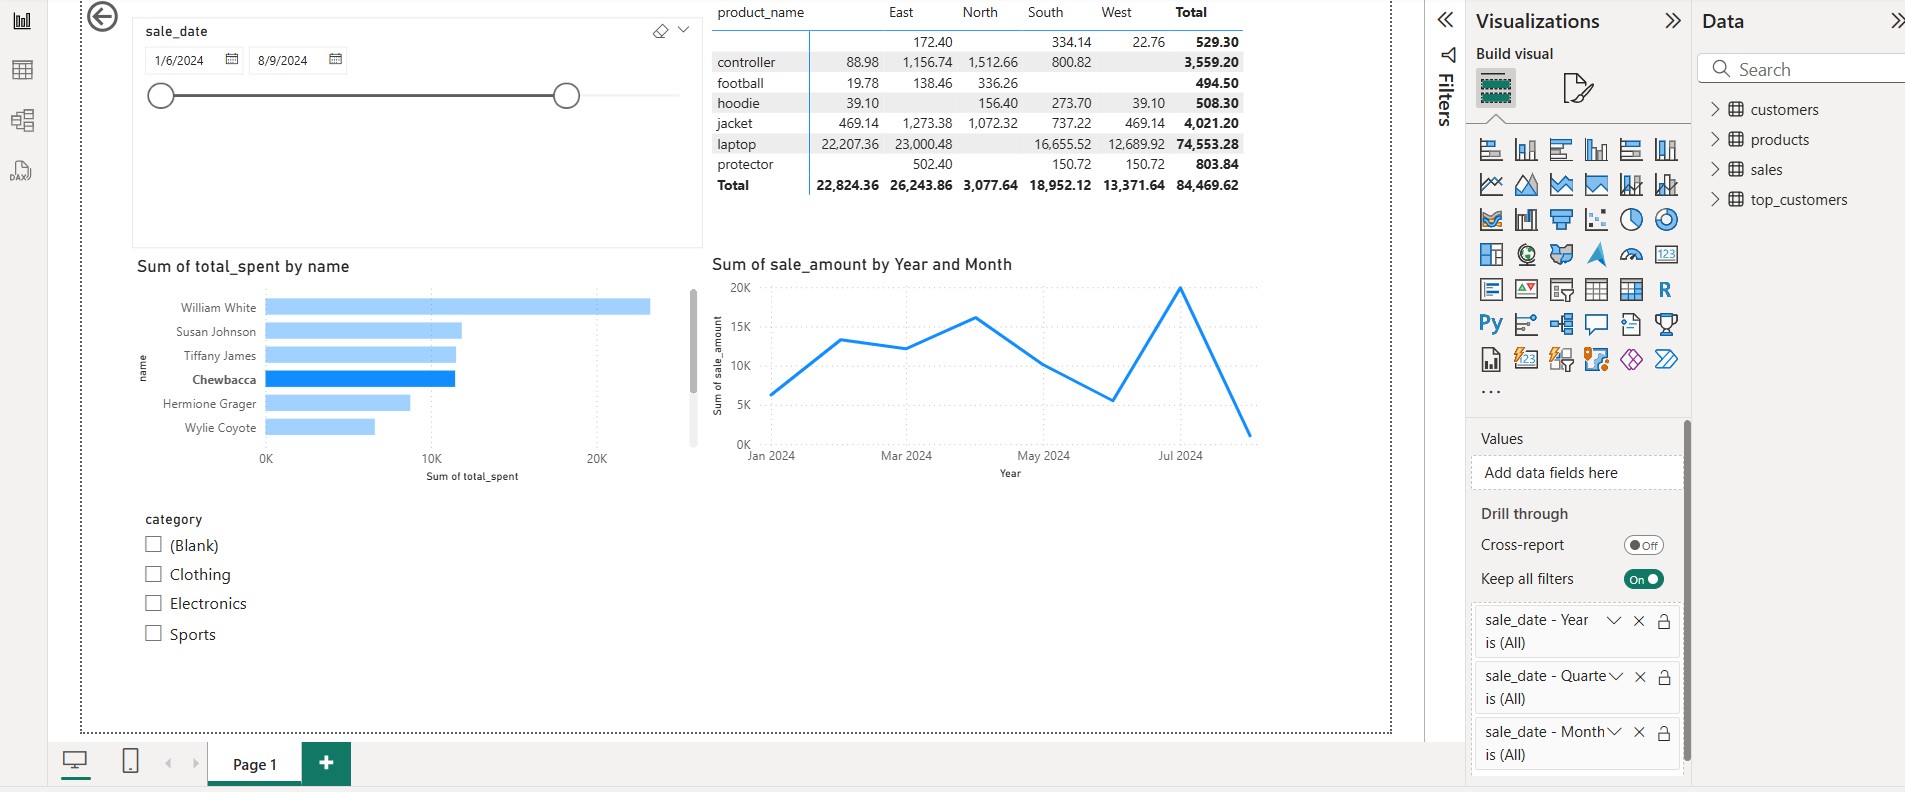 sale_date
1/6/2024 8/9/2024
product_name East North South West Total
172.40 334.14 22.76 529.30
controller 88.98 1,156.74 1,512.66 800.82 3,559.20
football 19.78 138.46 336.26 494.50
hoodie 39.10 156.40 273.70 39.10 508.30
jacket 469.14 1,273.38 1,072.32 737.22 469.14 4,021.20
laptop 22,207.36 23,000.48 16,655.52 12,689.92 74,553.28
protector 502.40 150.72 150.72 803.84
Total 22,824.36 26,243.86 3,077.64 18,952.12 13,371.64 84,469.62
Sum of total_spent by name
name
William White
Susan Johnson
Tiffany James
Chewbacca
Hermione Grager
Wylie Coyote
0K 10K 20K
Sum of total_spent
Sum of sale_amount by Year and Month
Sum of sale_amount
20K
15K
10K
5K
0K
Jan 2024 Mar 2024 May 2024 Jul 2024
Year
category
(Blank)
Clothing
Electronics
Sports
Page 1
DAX
Filters
Visualizations
Build visual
123
R
Py
123
...
Values
Add data fields here
Drill through
Cross-report Off
Keep all filters On
sale_date - Year
is (All)
sale_date - Quarte
is (All)
sale_date - Month
is (All)
Data
Search
customers
products
sales
top_customers